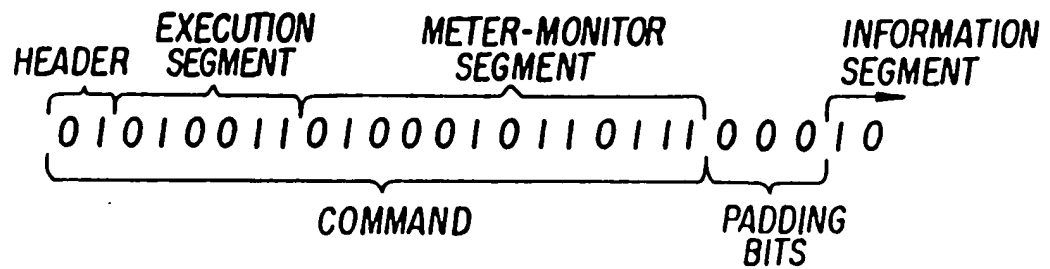 HEADER
EXECUTION
SEGMENT
METER-MONITOR
SEGMENT
INFORMATION
SEGMENT
0 1 0 1 0 0 1 1 0 1 0 0 0 1 0 1 1 0 1 1 1 0 0 0 1 0
COMMAND
PADDING
BITS